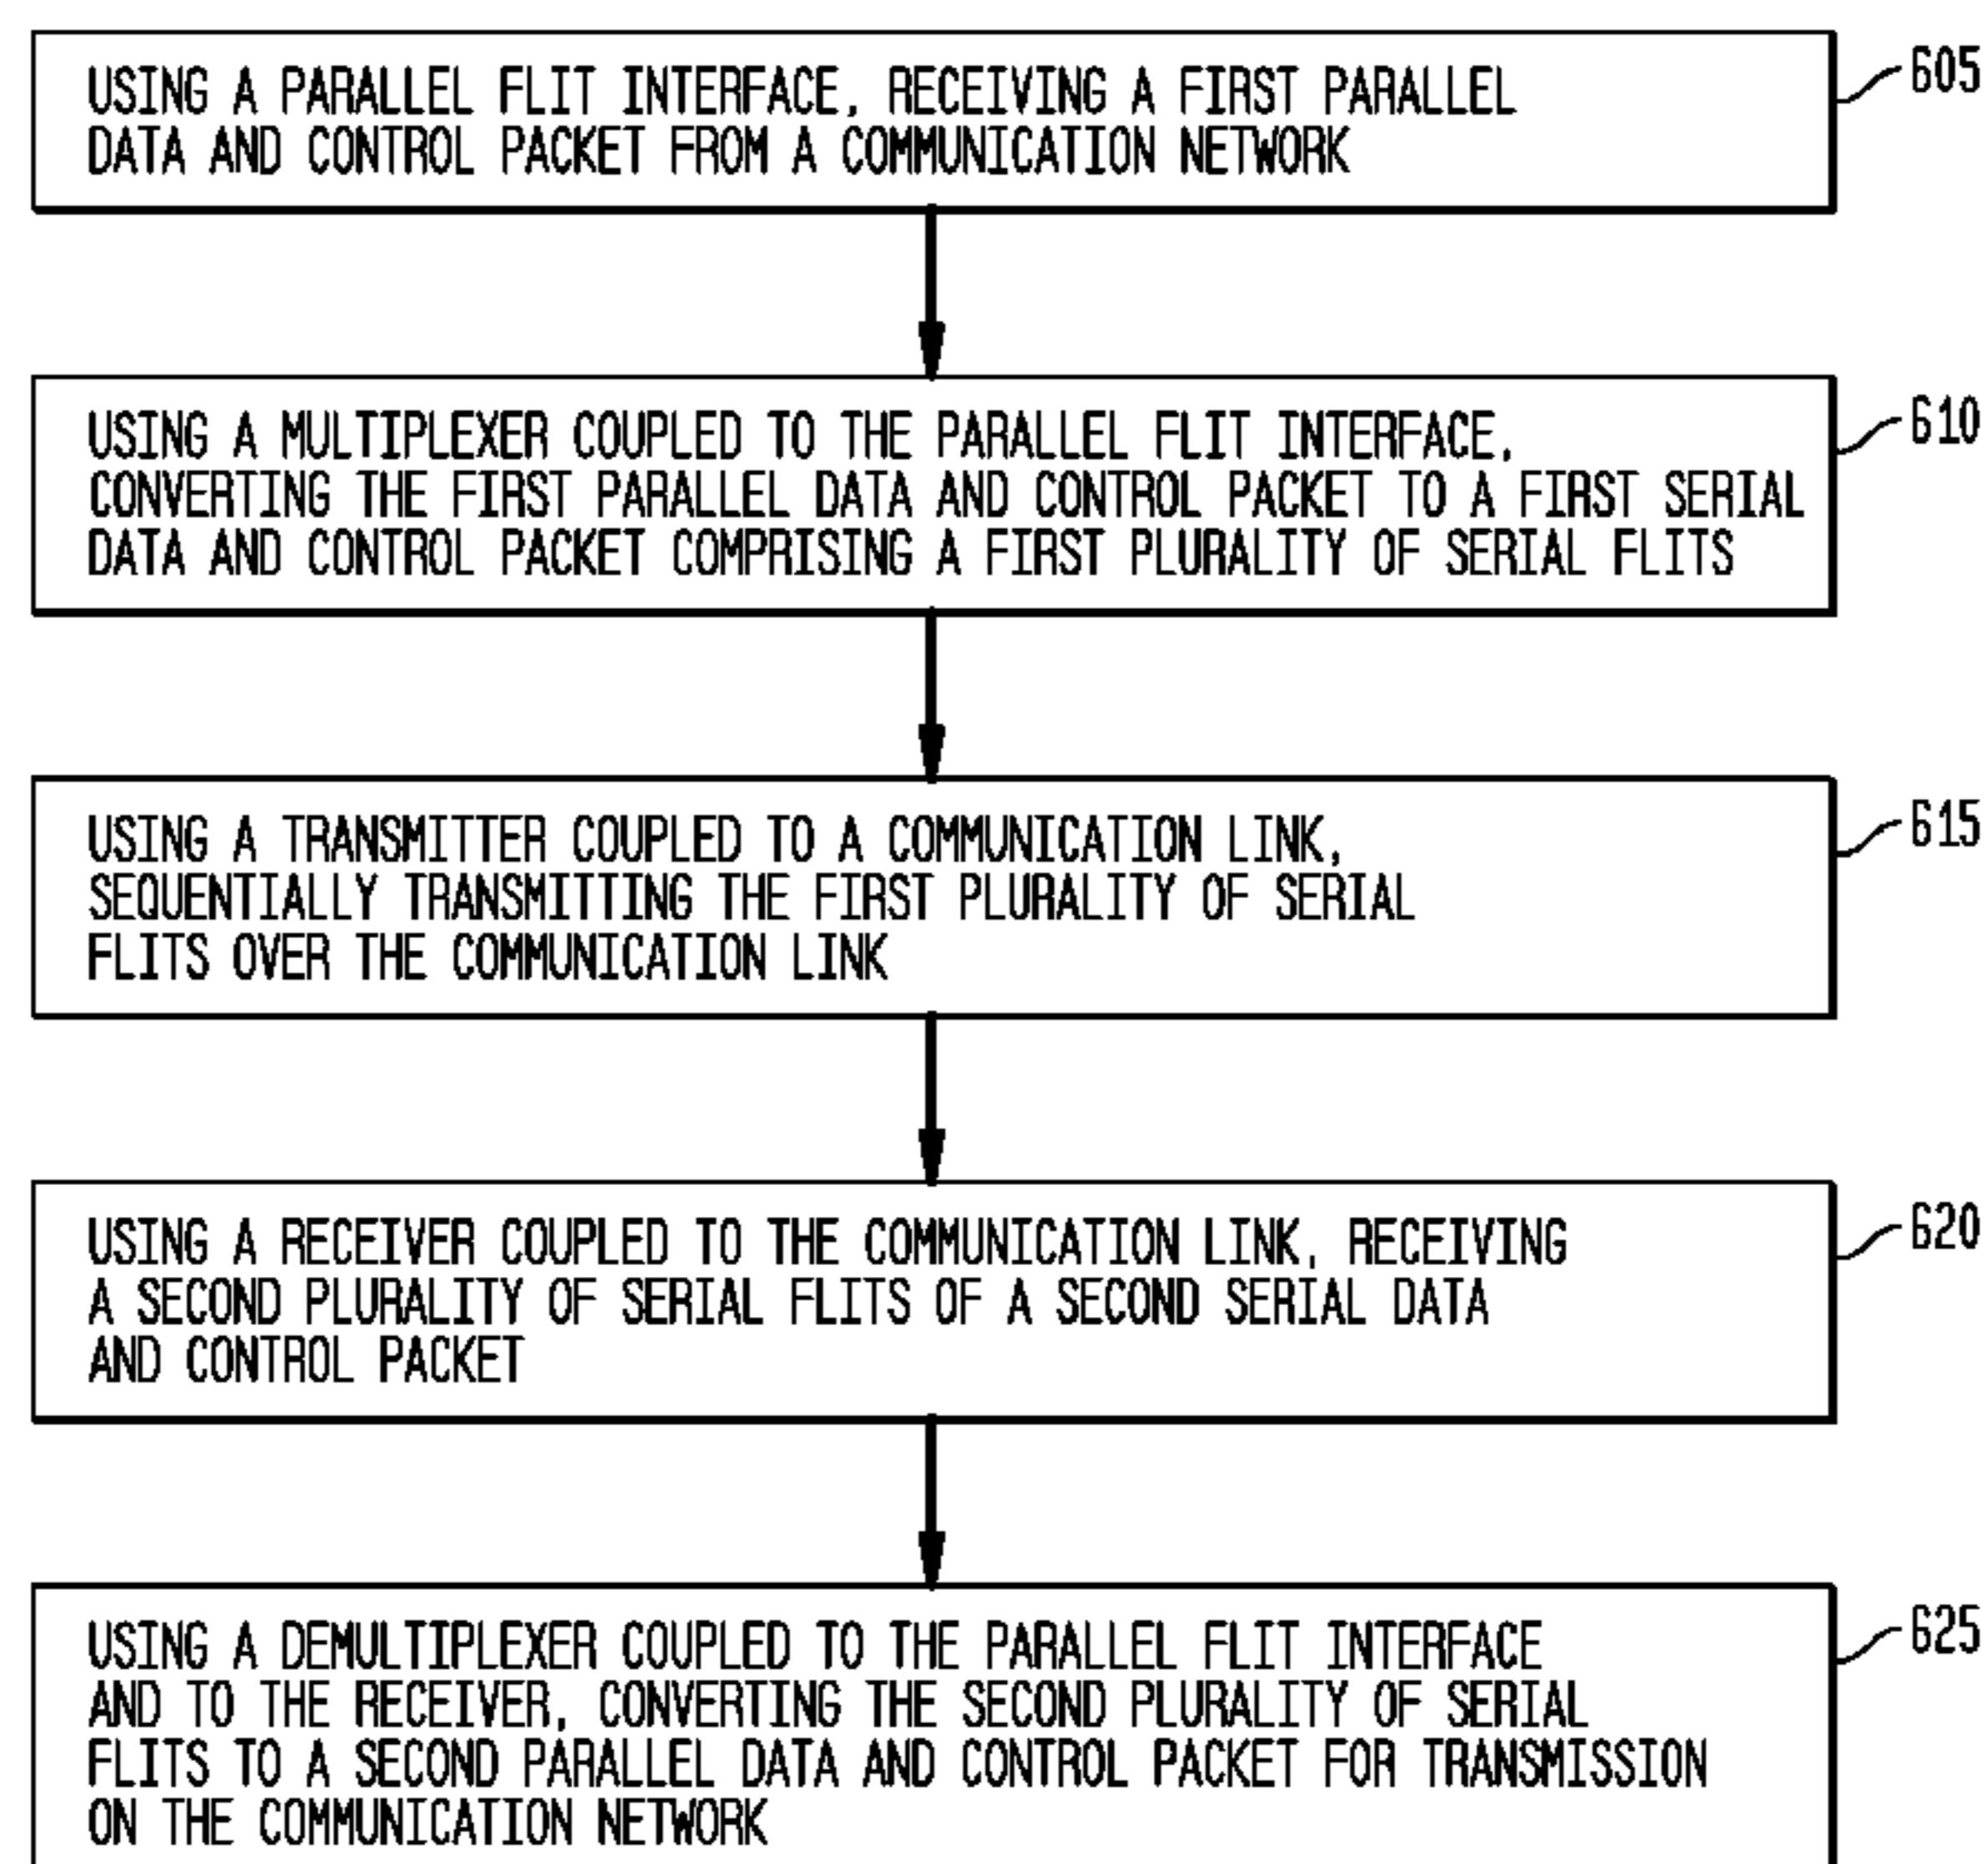 USING A PARALLEL FLIT INTERFACE, RECEIVING A FIRST PARALLEL
DATA AND CONTROL PACKET FROM A COMMUNICATION NETWORK
605
USING A MULTIPLEXER COUPLED TO THE PARALLEL FLIT INTERFACE,
CONVERTING THE FIRST PARALLEL DATA AND CONTROL PACKET TO A FIRST SERIAL
DATA AND CONTROL PACKET COMPRISING A FIRST PLURALITY OF SERIAL FLITS
610
USING A TRANSMITTER COUPLED TO A COMMUNICATION LINK,
SEQUENTIALLY TRANSMITTING THE FIRST PLURALITY OF SERIAL
FLITS OVER THE COMMUNICATION LINK
615
USING A RECEIVER COUPLED TO THE COMMUNICATION LINK, RECEIVING
A SECOND PLURALITY OF SERIAL FLITS OF A SECOND SERIAL DATA
AND CONTROL PACKET
620
USING A DEMULTIPLEXER COUPLED TO THE PARALLEL FLIT INTERFACE
AND TO THE RECEIVER, CONVERTING THE SECOND PLURALITY OF SERIAL
FLITS TO A SECOND PARALLEL DATA AND CONTROL PACKET FOR TRANSMISSION
ON THE COMMUNICATION NETWORK
625